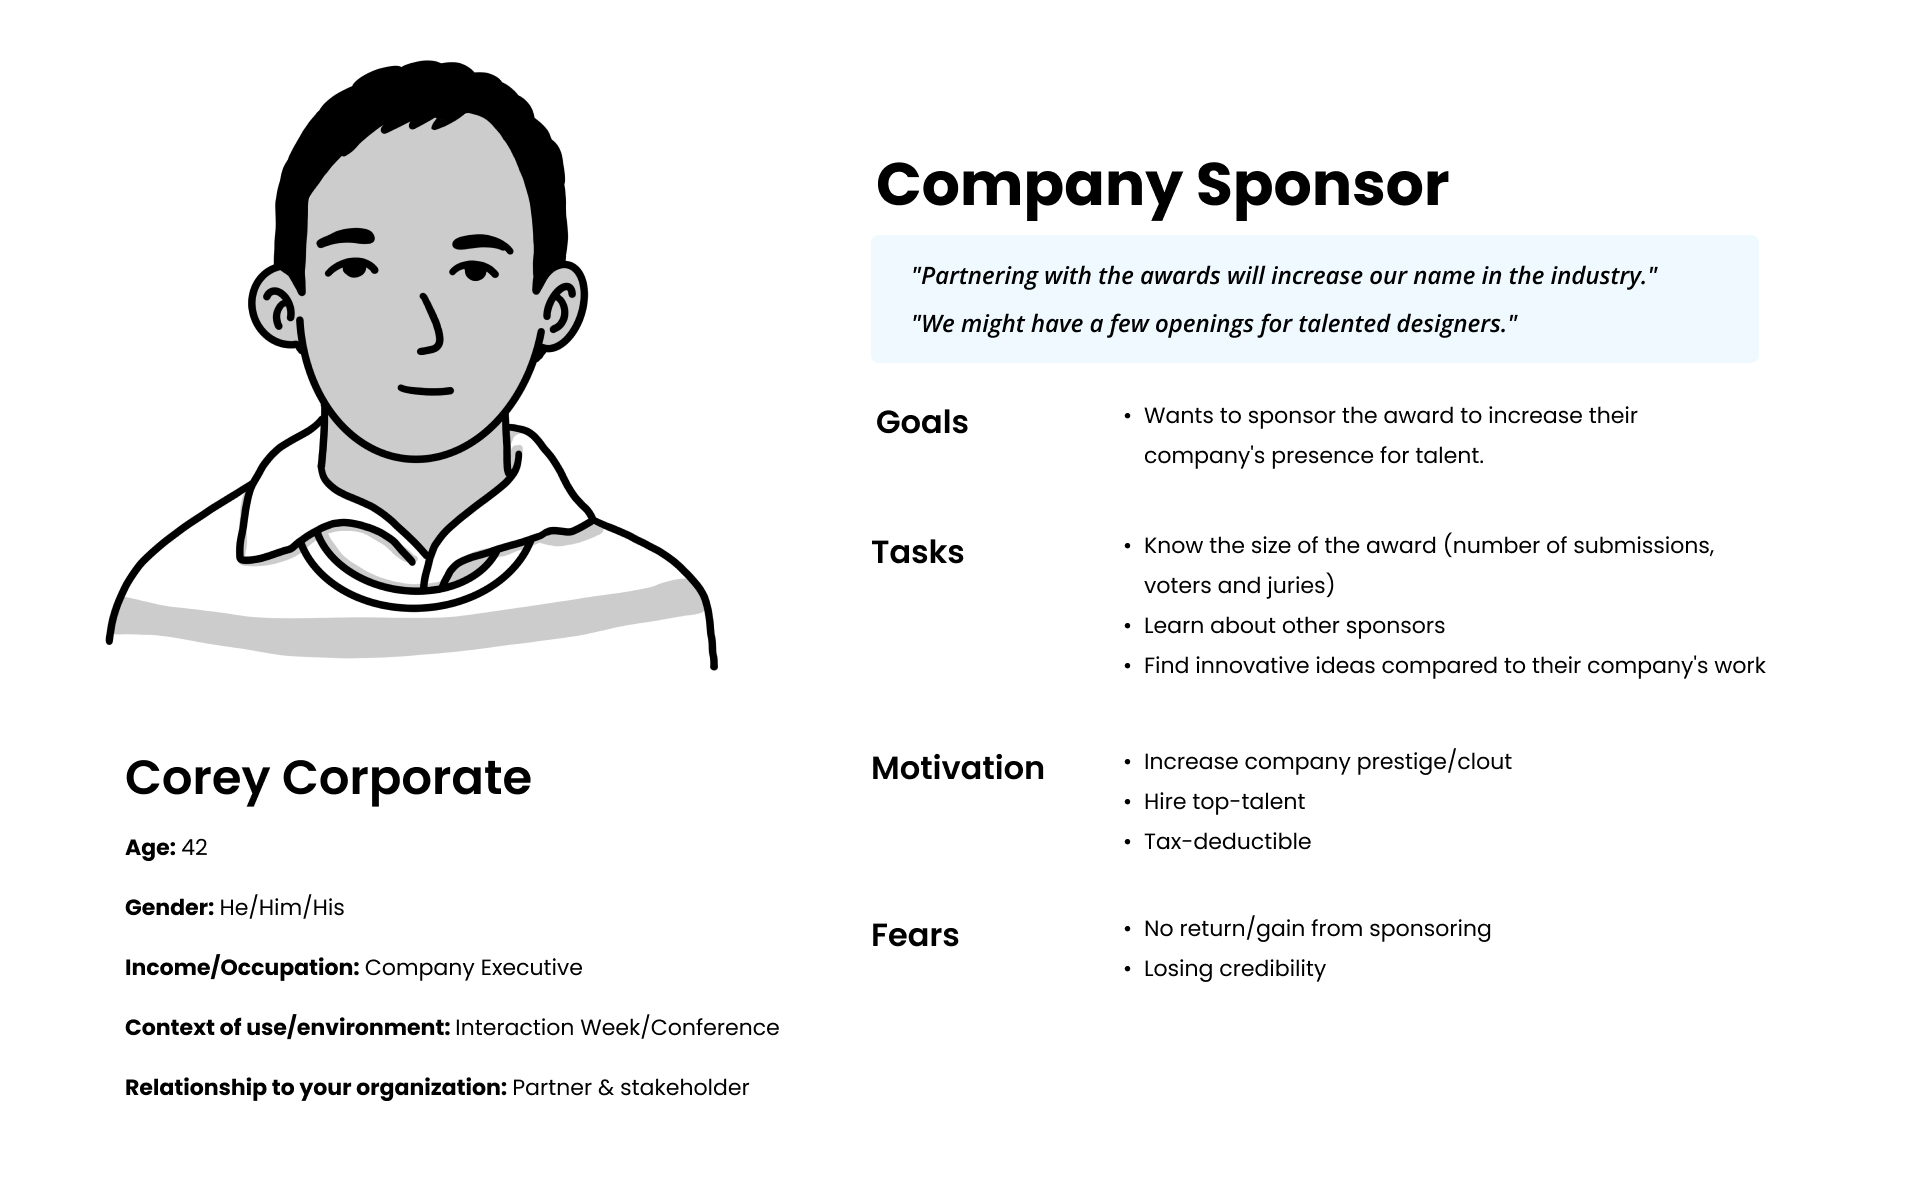 Company Sponsor
"Partnering with the awards will increase our name in the industry."
"We might have a few openings for talented designers."
Goals
• Wants to sponsor the award to increase their
company's presence for talent.
Tasks
• Know the size of the award (number of submissions,
voters and juries)
• Learn about other sponsors
• Find innovative ideas compared to their company's work
Motivation
• Increase company prestige/clout
• Hire top-talent
• Tax-deductible
Fears
• No return/gain from sponsoring
• Losing credibility
Corey Corporate
Age: 42
Gender: He/Him/His
Income/Occupation: Company Executive
Context of use/environment: Interaction Week/Conference
Relationship to your organization: Partner & stakeholder